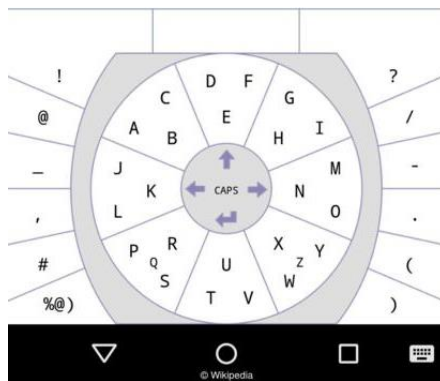 ! D F ?
C G
@ A B E H I /
_ J M -
K CAPS N
, L O .
# P R X Y (
Q U Z
S W
%@) T V )
© Wikipedia